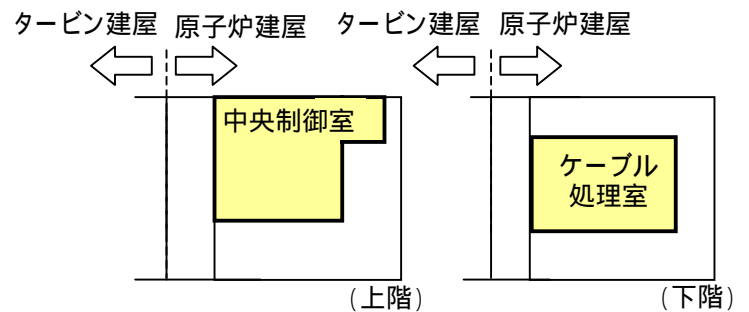 タービン建屋 原子炉建屋 タービン建屋 原子炉建屋
中央制御室
ケーブル
処理室
(上階)
(下階)